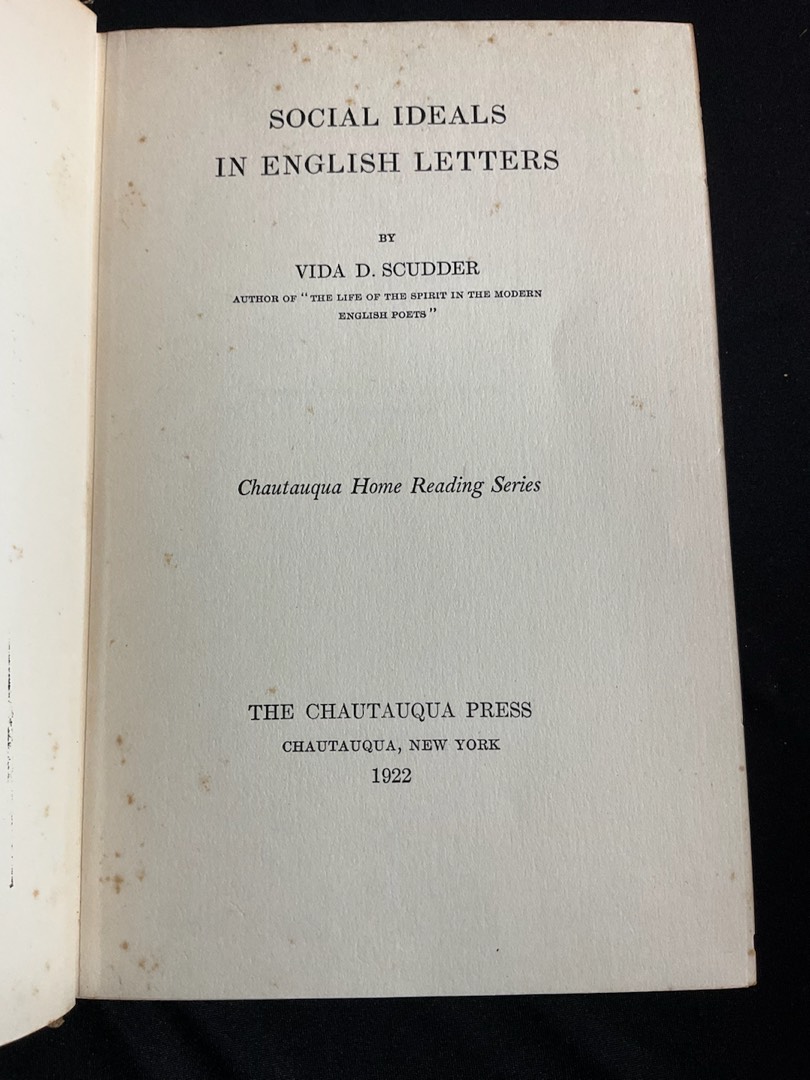 SOCIAL IDEALS
IN ENGLISH LETTERS
BY
VIDA D. SCUDDER
AUTHOR OF "THE LIFE OF THE SPIRIT IN THE MODERN
ENGLISH POETS"
Chautauqua Home Reading Series
THE CHAUTAUQUA PRESS
CHAUTAUQUA, NEW YORK
1922